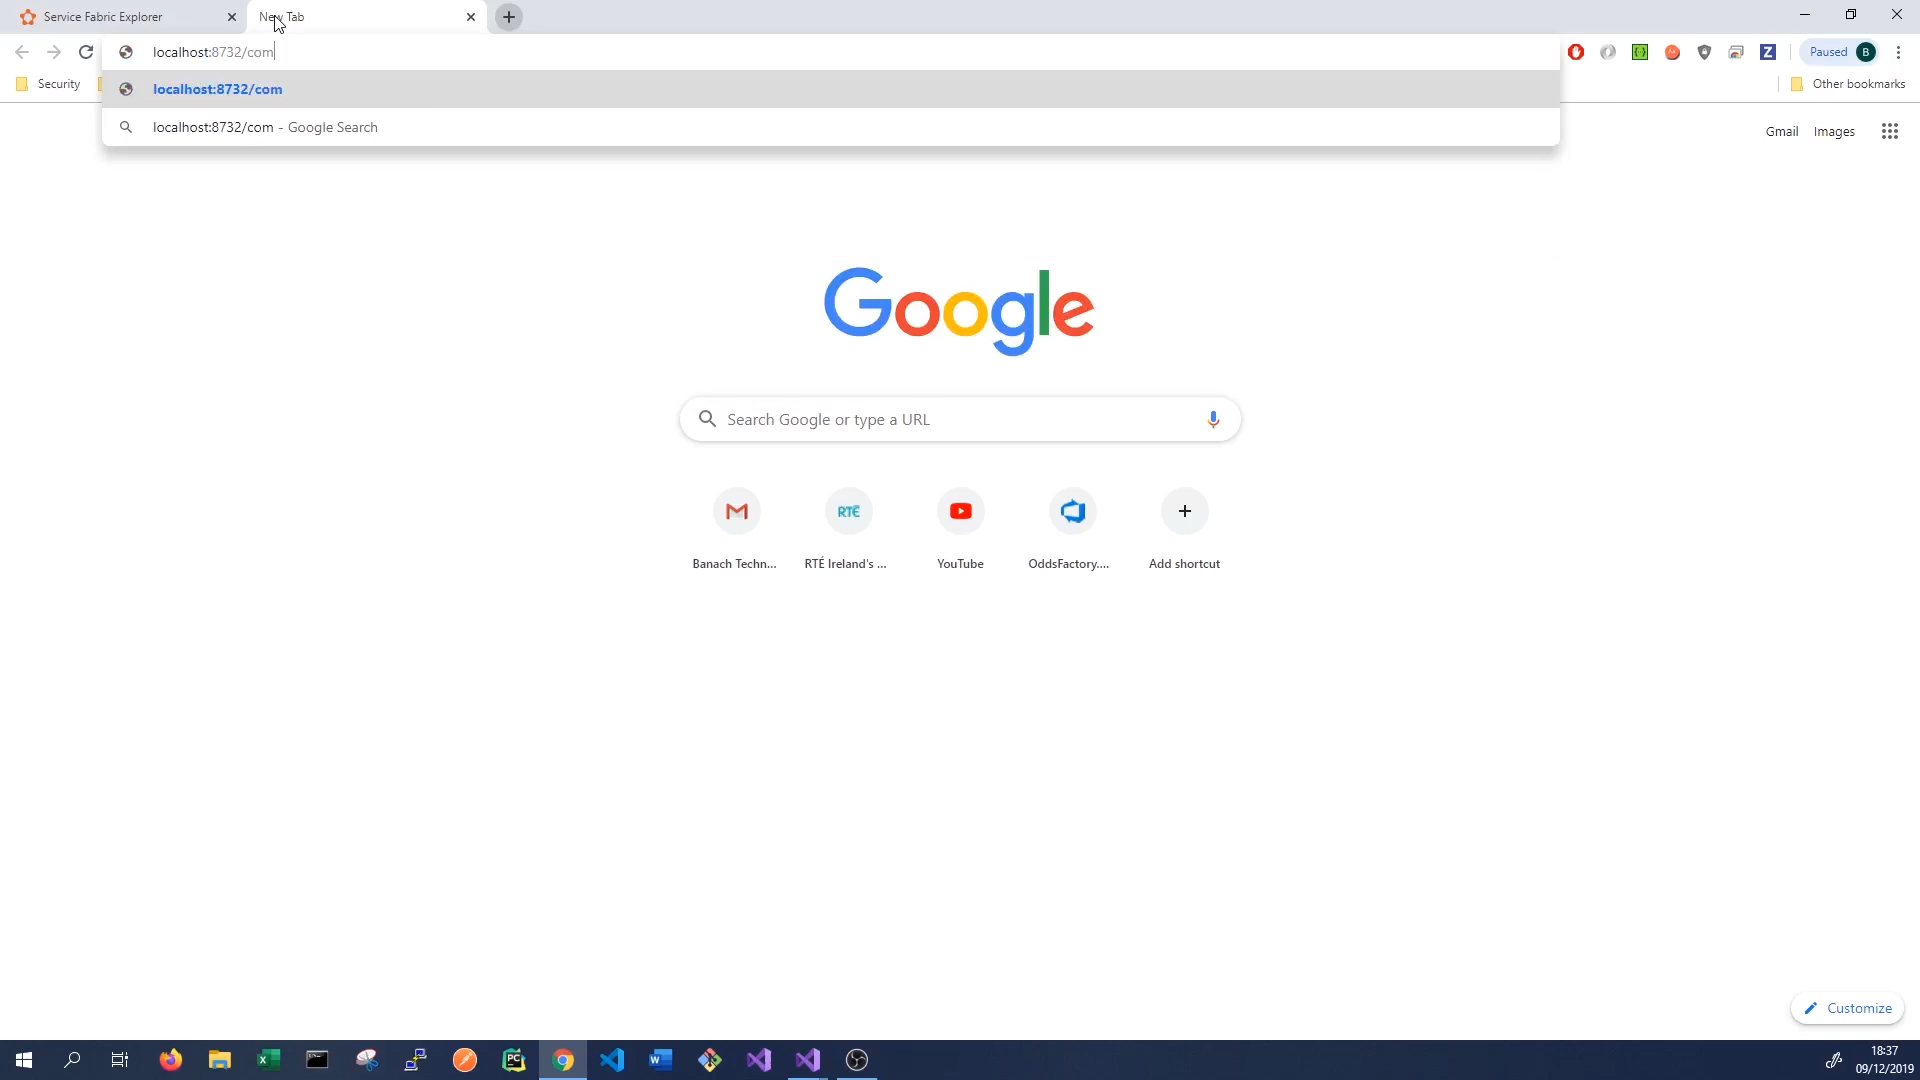 Service Fabric Explorer
New Tab
localhost:8732/com
Paused B
localhost:8732/com
localhost:8732/com - Google Search
Security
Other bookmarks
Gmail Images
Google
Search Google or type a URL
RTÉ
Banach Techn... RTÉ Ireland's ... YouTube OddsFactory.... Add shortcut
Customize
18:37
09/12/2019